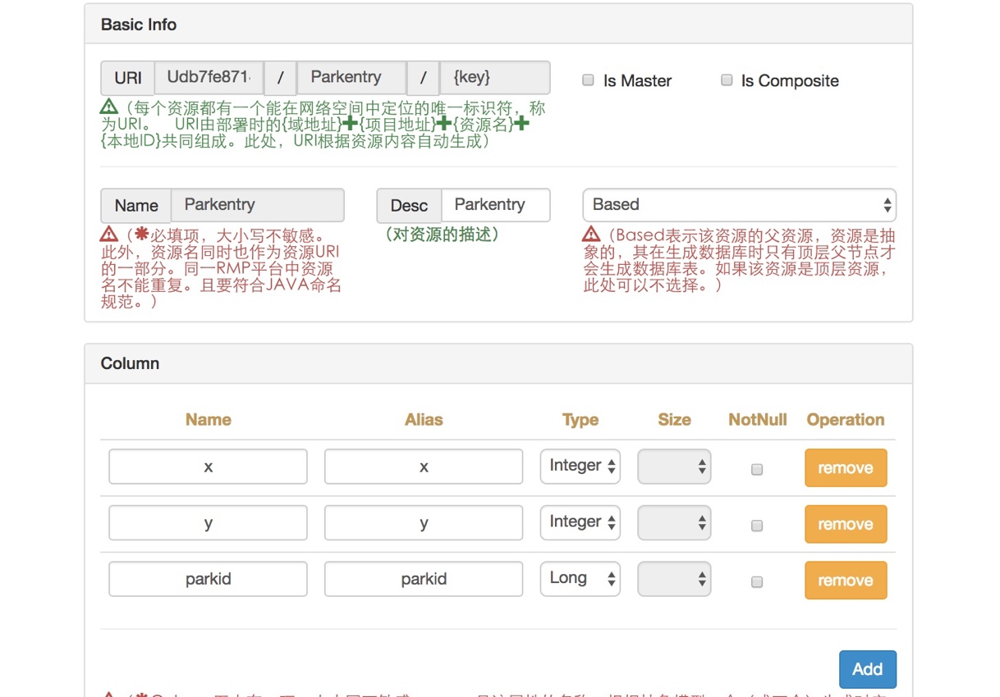 Basic Info
URI Udb7fe871 / Parkentry / {key} Is Master Is Composite
（每个资源都有一个能在网络空间中定位的唯一标识符，称
为URI。 URI由部署时的{域地址}✚{项目地址}✚{资源名}✚
{本地ID}共同组成。此处，URI根据资源内容自动生成）
Name Parkentry
（✱必填项，大小写不敏感。
此外，资源名同时也作为资源URI
的一部分。同一RMP平台中资源
名不能重复。且要符合JAVA命名
规范。）
Desc Parkentry
（对资源的描述）
Based
（Based表示该资源的父资源，资源是抽
象的，其在生成数据库时只有顶层父节点才
会生成数据库表。如果该资源是顶层资源，
此处可以不选择。）
Column
Name Alias Type Size NotNull Operation
x x Integer remove
y y Integer remove
parkid parkid Long remove
Add